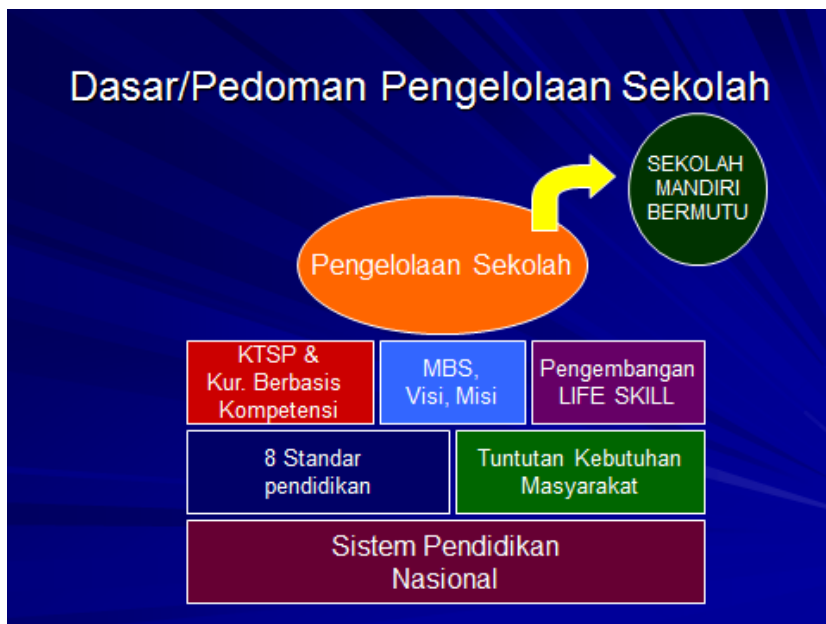 Dasar/Pedoman Pengelolaan Sekolah
SEKOLAH
MANDIRI
BERMUTU
Pengelolaan Sekolah
KTSP &
Kur. Berbasis
Kompetensi
MBS,
Visi, Misi
Pengembangan
LIFE SKILL
8 Standar
pendidikan
Tuntutan Kebutuhan
Masyarakat
Sistem Pendidikan
Nasional